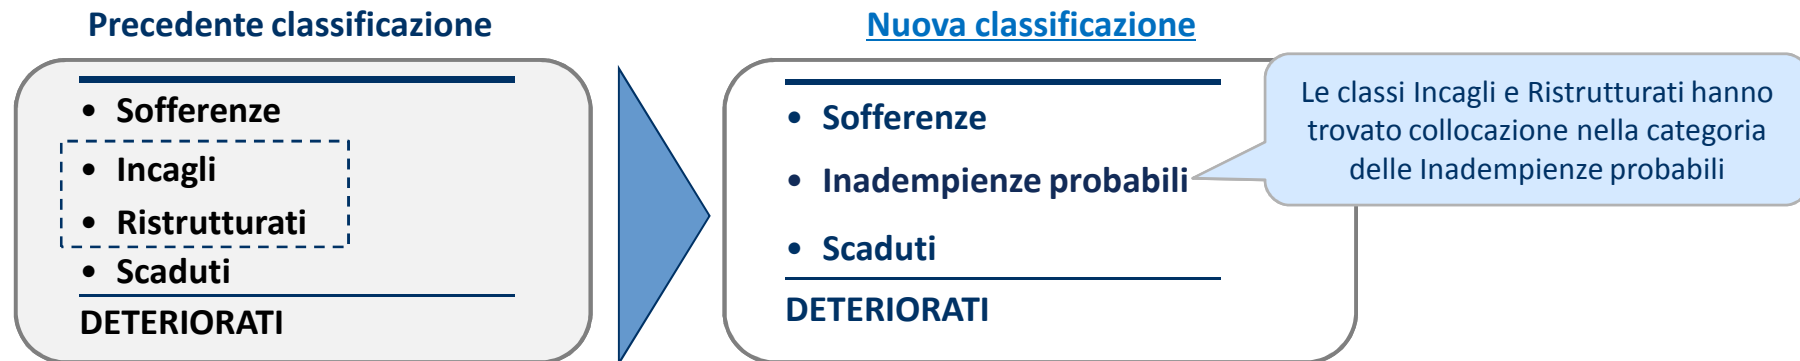 Precedente classificazione
• Sofferenze
• Incagli
• Ristrutturati
• Scaduti
DETERIORATI
Nuova classificazione
• Sofferenze
• Inadempienze probabili
• Scaduti
DETERIORATI
Le classi Incagli e Ristrutturati hanno
trovato collocazione nella categoria
delle Inadempienze probabili